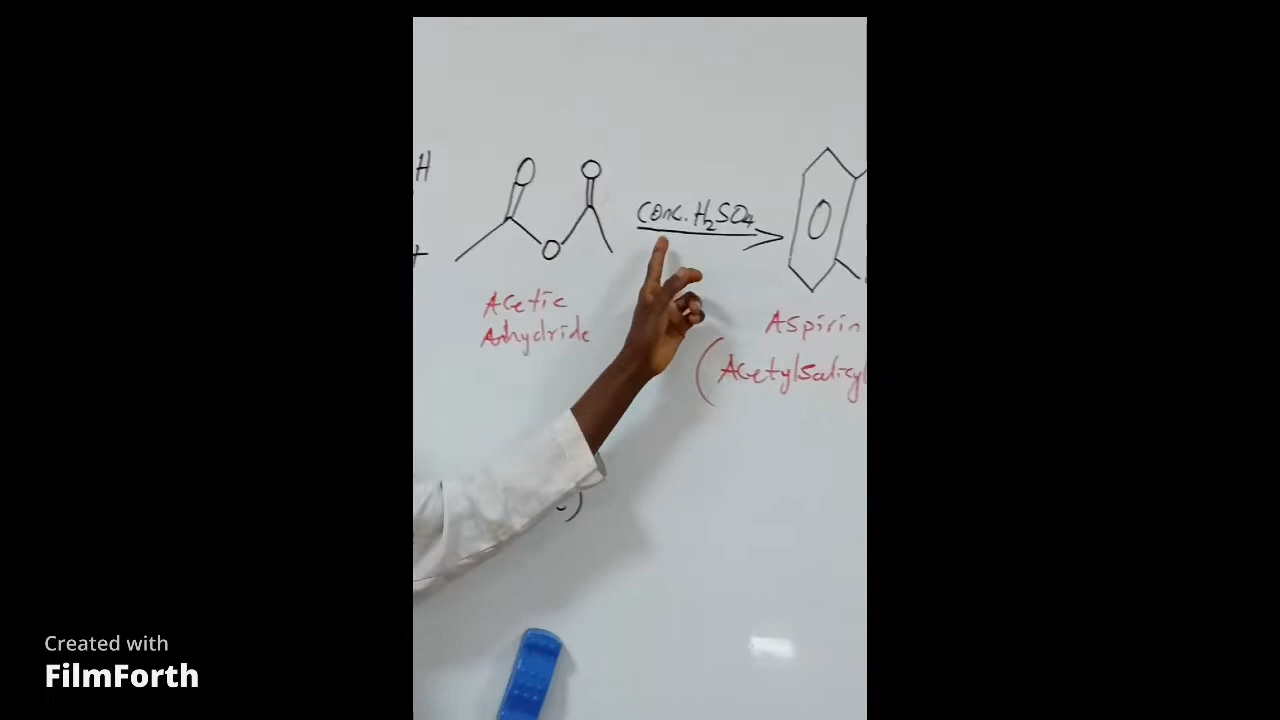 H
O O
conc. H₂SO₄
+
O
O
Acetic
Anhydride
Aspirin
(Acetylsalicyl
)
Created with
FilmForth